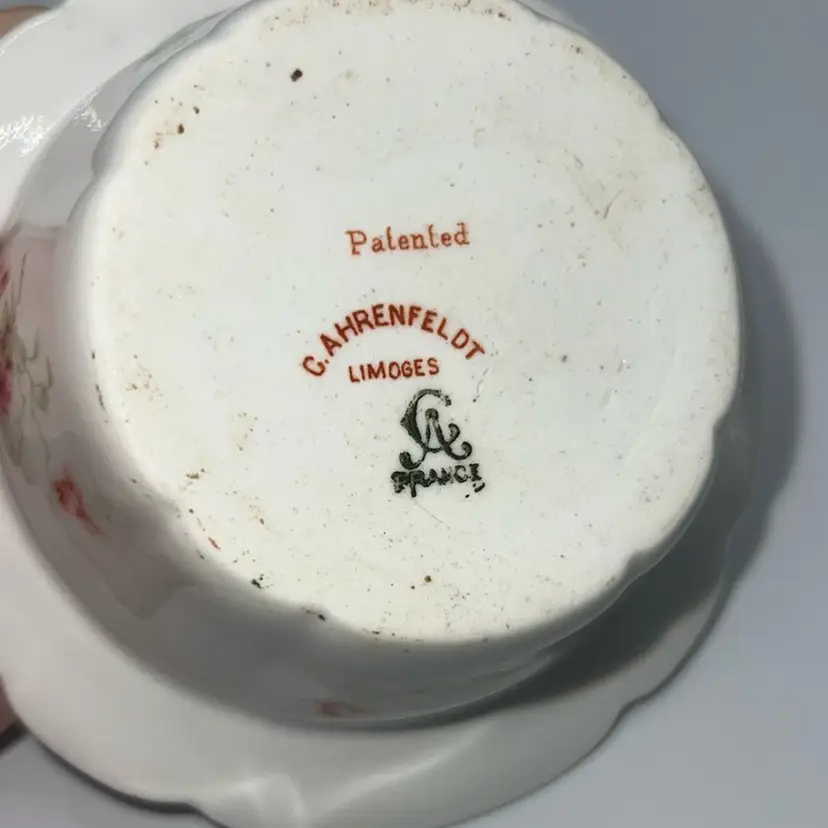 Patented
C. AHRENFELDT
LIMOGES
CA
FRANCE